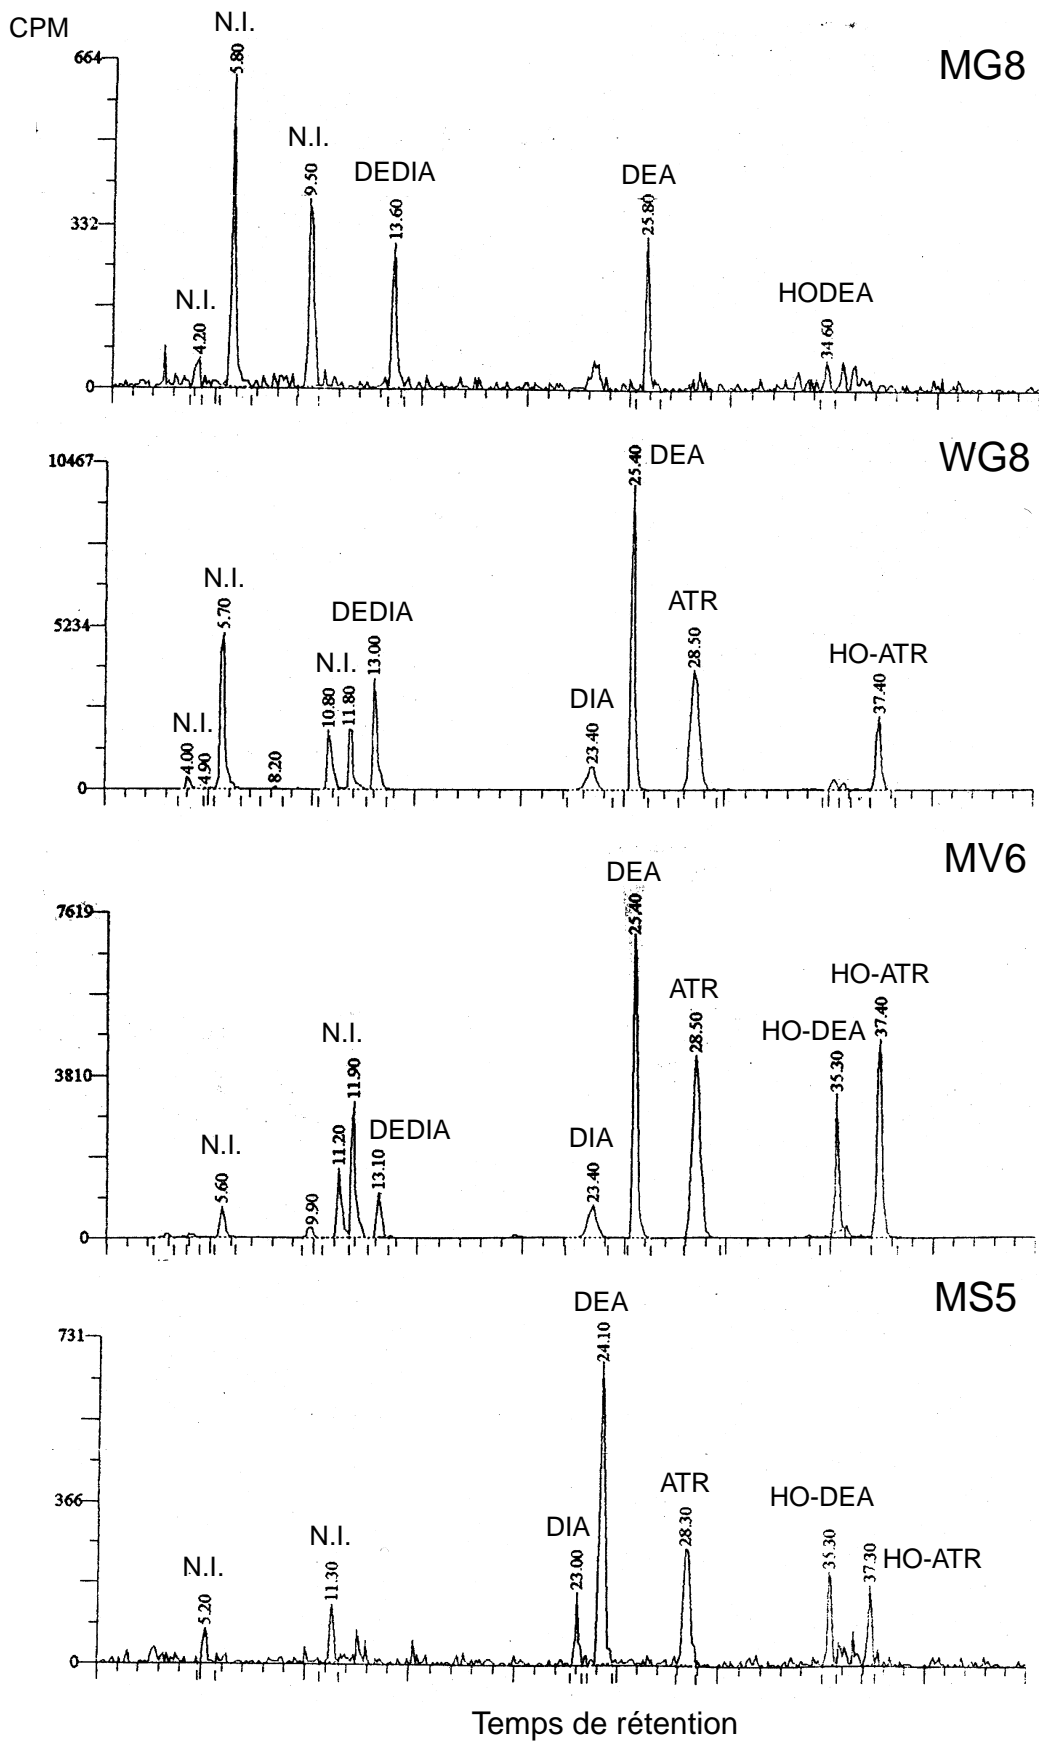 CPM
N.I.
MG8
664
5.80
N.I.
9.50
DEDIA
13.60
DEA
25.80
332
N.I.
4.20
HODEA
34.60
0
WG8
10467
25.40
DEA
N.I.
5.70
DEDIA
13.00
ATR
28.50
5234
N.I.
10.80
11.80
HO-ATR
37.40
N.I.
4.00
4.90
8.20
DIA
23.40
0
MV6
DEA
25.40
7619
HO-ATR
37.40
ATR
28.50
N.I.
11.90
HO-DEA
35.30
3810
11.20
DEDIA
13.10
N.I.
5.60
DIA
23.40
9.90
0
MS5
DEA
24.10
731
ATR
28.30
HO-DEA
35.30
366
DIA
23.00
N.I.
11.30
HO-ATR
37.30
N.I.
5.20
0
Temps de rétention